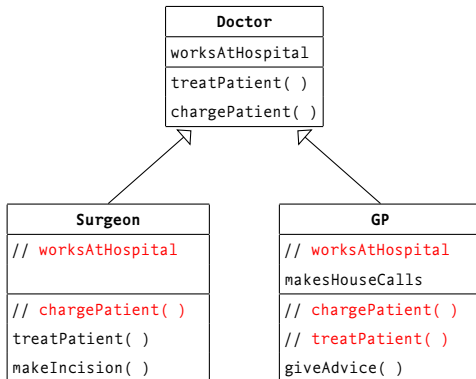 Doctor
worksAtHospital
treatPatient( )
chargePatient( )
Surgeon
// worksAtHospital
// chargePatient( )
treatPatient( )
makeIncision( )
GP
// worksAtHospital
makesHouseCalls
// chargePatient( )
// treatPatient( )
giveAdvice( )